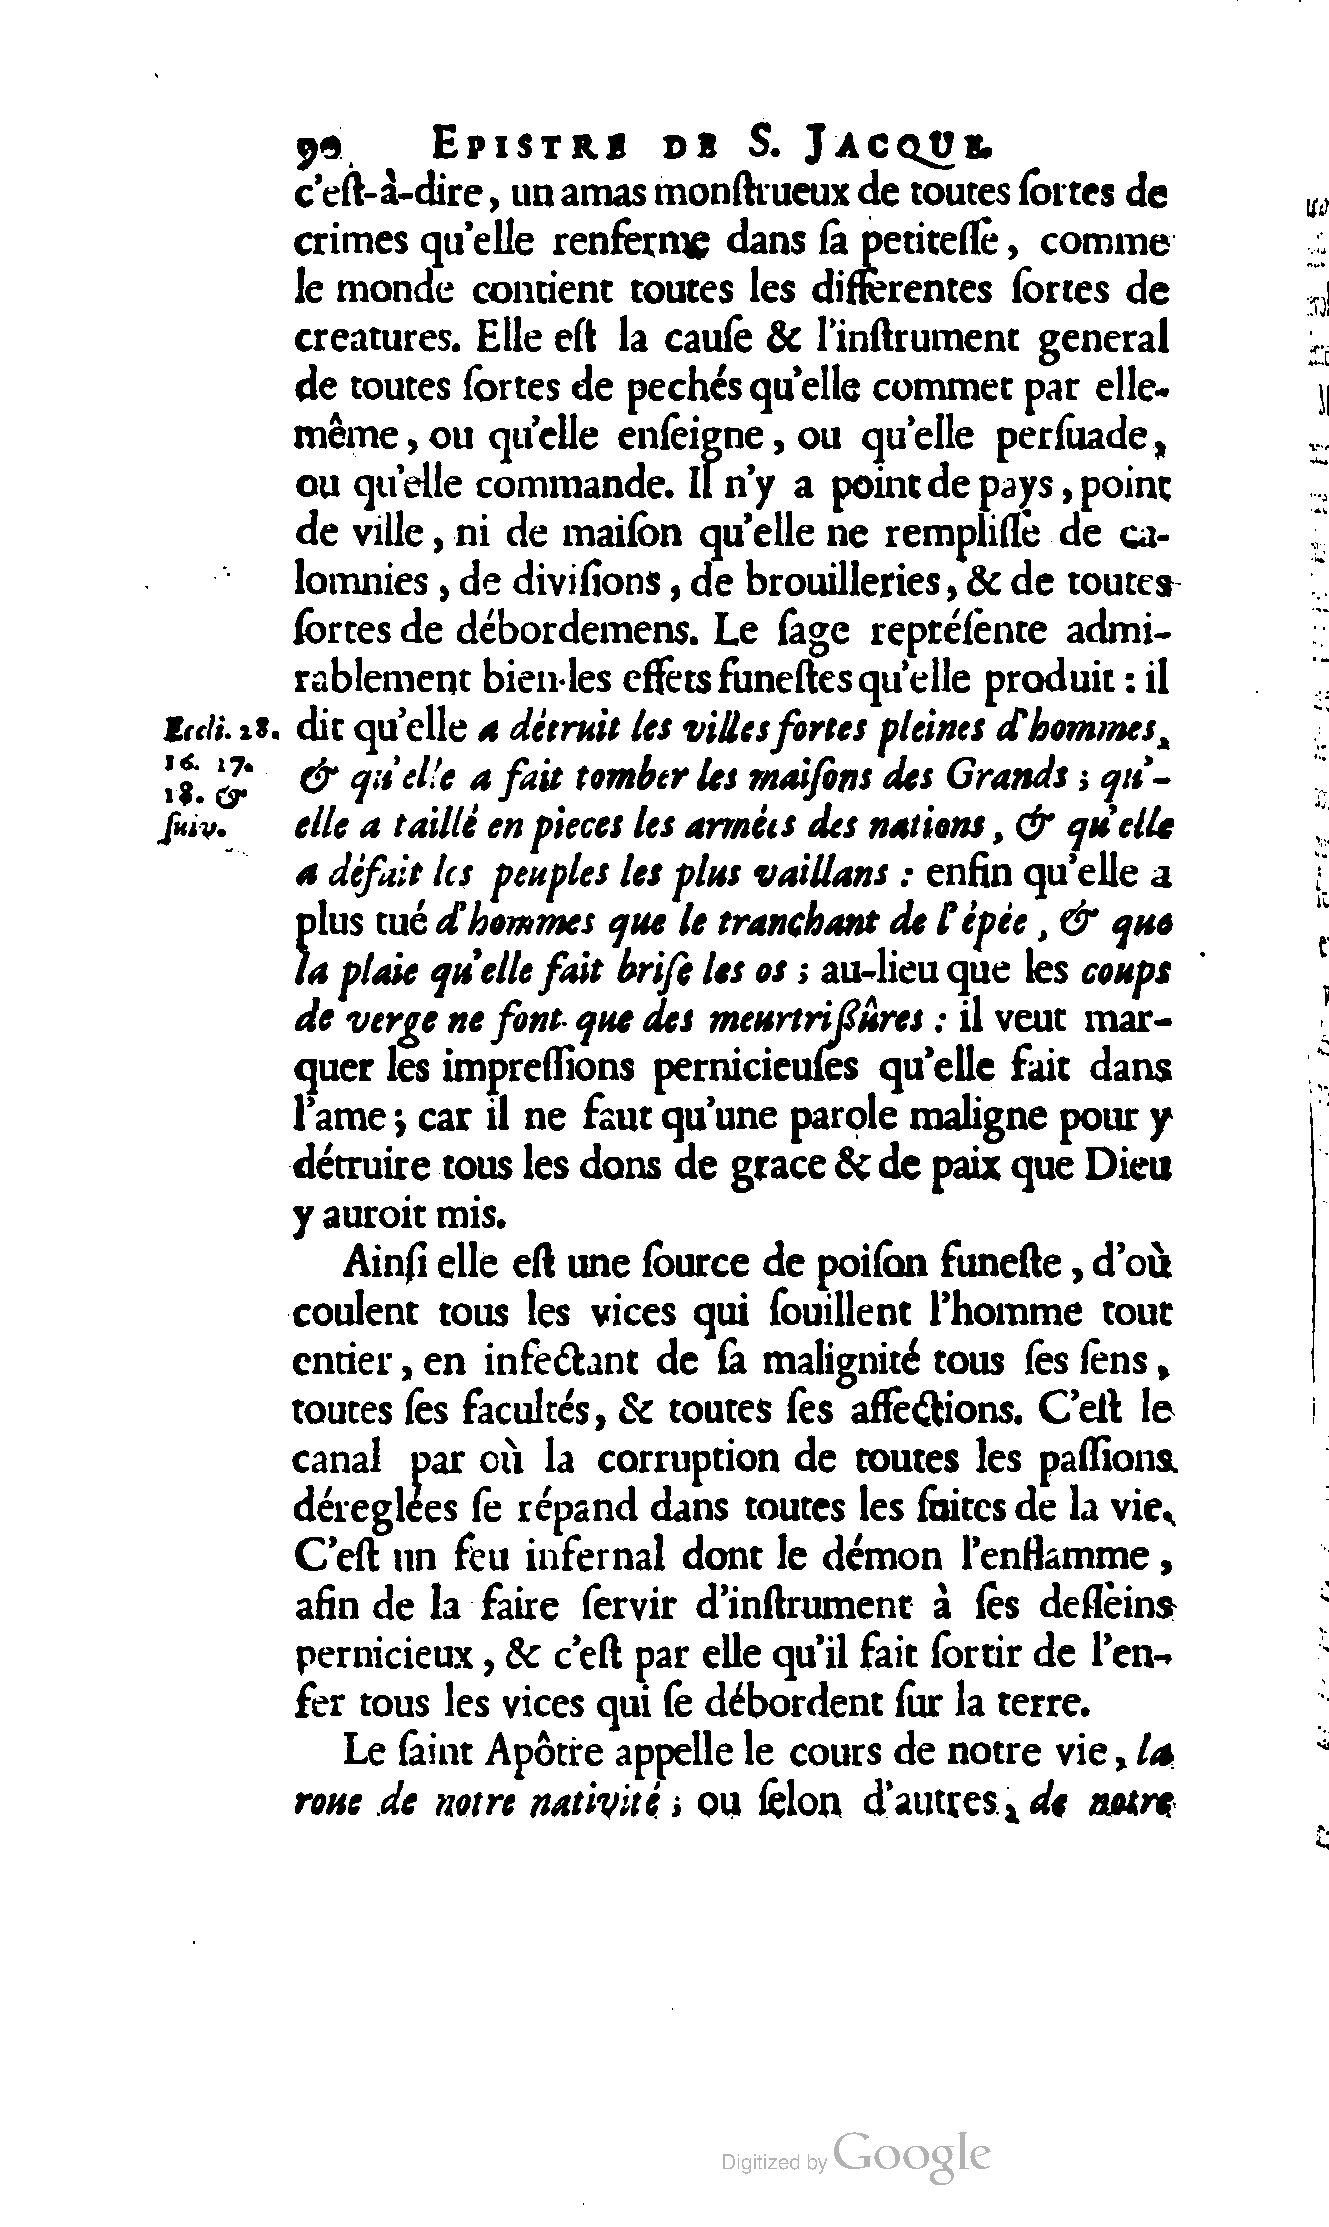 90 EPISTRE DE S. JACQUE.
c'eſt-à-dire, un amas monſtrueux de toutes ſortes de
crimes qu'elle renferme dans ſa petiteſſe, comme
le monde contient toutes les differentes ſortes de
creatures. Elle eſt la cauſe & l'inſtrument general
de toutes ſortes de pechés qu'elle commet par elle-
même, ou qu'elle enſeigne, ou qu'elle perſuade,
ou qu'elle commande. Il n'y a point de pays, point
de ville, ni de maiſon qu'elle ne rempliſſe de ca-
lomnies, de diviſions, de brouilleries, & de toutes
ſortes de débordemens. Le ſage repréſente admi-
rablement bien les effets funeſtes qu'elle produit : il
Eccli. 28. dit qu'elle a détruit les villes fortes pleines d'hommes,
16. 17. & qu'elle a fait tomber les maiſons des Grands ; qu'-
18. &
ſuiv. elle a taillé en pieces les armées des nations, & qu'elle
a défait les peuples les plus vaillans : enfin qu'elle a
plus tué d'hommes que le tranchant de l'épée, & que
la plaie qu'elle fait briſe les os ; au-lieu que les coups
de verge ne font que des meurtrißûres : il veut mar-
quer les impreſſions pernicieuſes qu'elle fait dans
l'ame ; car il ne faut qu'une parole maligne pour y
détruire tous les dons de grace & de paix que Dieu
y auroit mis.
Ainſi elle eſt une ſource de poiſon funeſte, d'où
coulent tous les vices qui ſouillent l'homme tout
entier, en infectant de ſa malignité tous ſes ſens,
toutes ſes facultés, & toutes ſes affections. C'eſt le
canal par où la corruption de toutes les paſſions
déreglées ſe répand dans toutes les ſuites de la vie.
C'eſt un feu infernal dont le démon l'enflamme,
afin de la faire ſervir d'inſtrument à ſes deſſeins
pernicieux, & c'eſt par elle qu'il fait ſortir de l'en-
fer tous les vices qui ſe débordent ſur la terre.
Le ſaint Apôtre appelle le cours de notre vie, la
roue de notre nativité ; ou ſelon d'autres, de notre
Digitized by Google